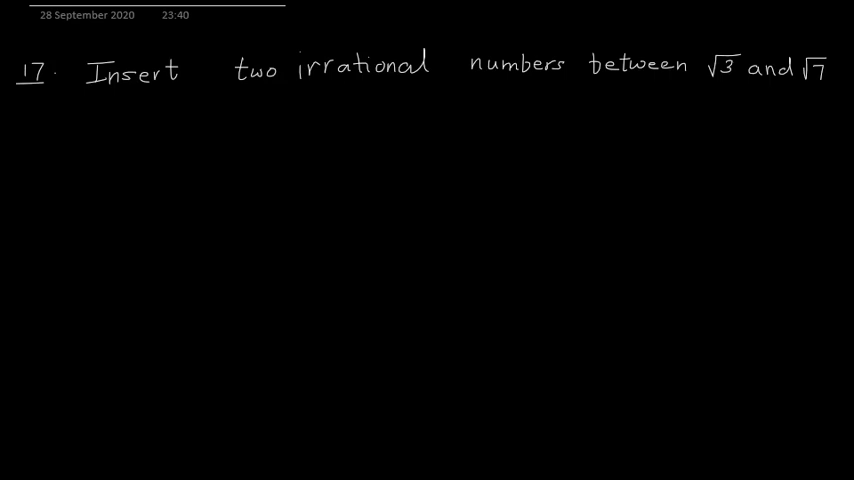 28 September 2020 23:40
17. Insert two irrational numbers between √3 and √7